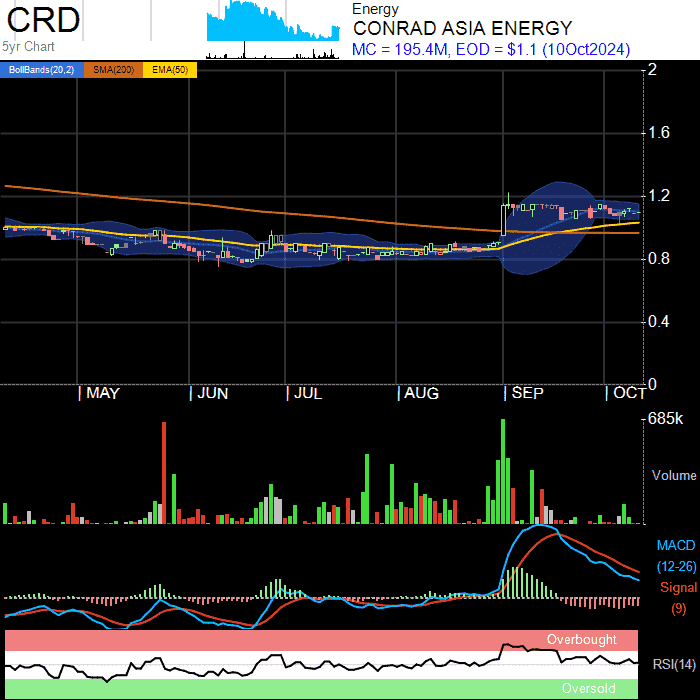 CRD
5yr Chart
Energy
CONRAD ASIA ENERGY
MC = 195.4M, EOD = $1.1 (10Oct2024)
BollBands(20,2) SMA(200) EMA(50)
2
1.6
1.2
0.8
0.4
0
| MAY | JUN | JUL | AUG | SEP | OCT
685k
Volume
MACD
(12-26)
Signal
(9)
Overbought
RSI(14)
Oversold